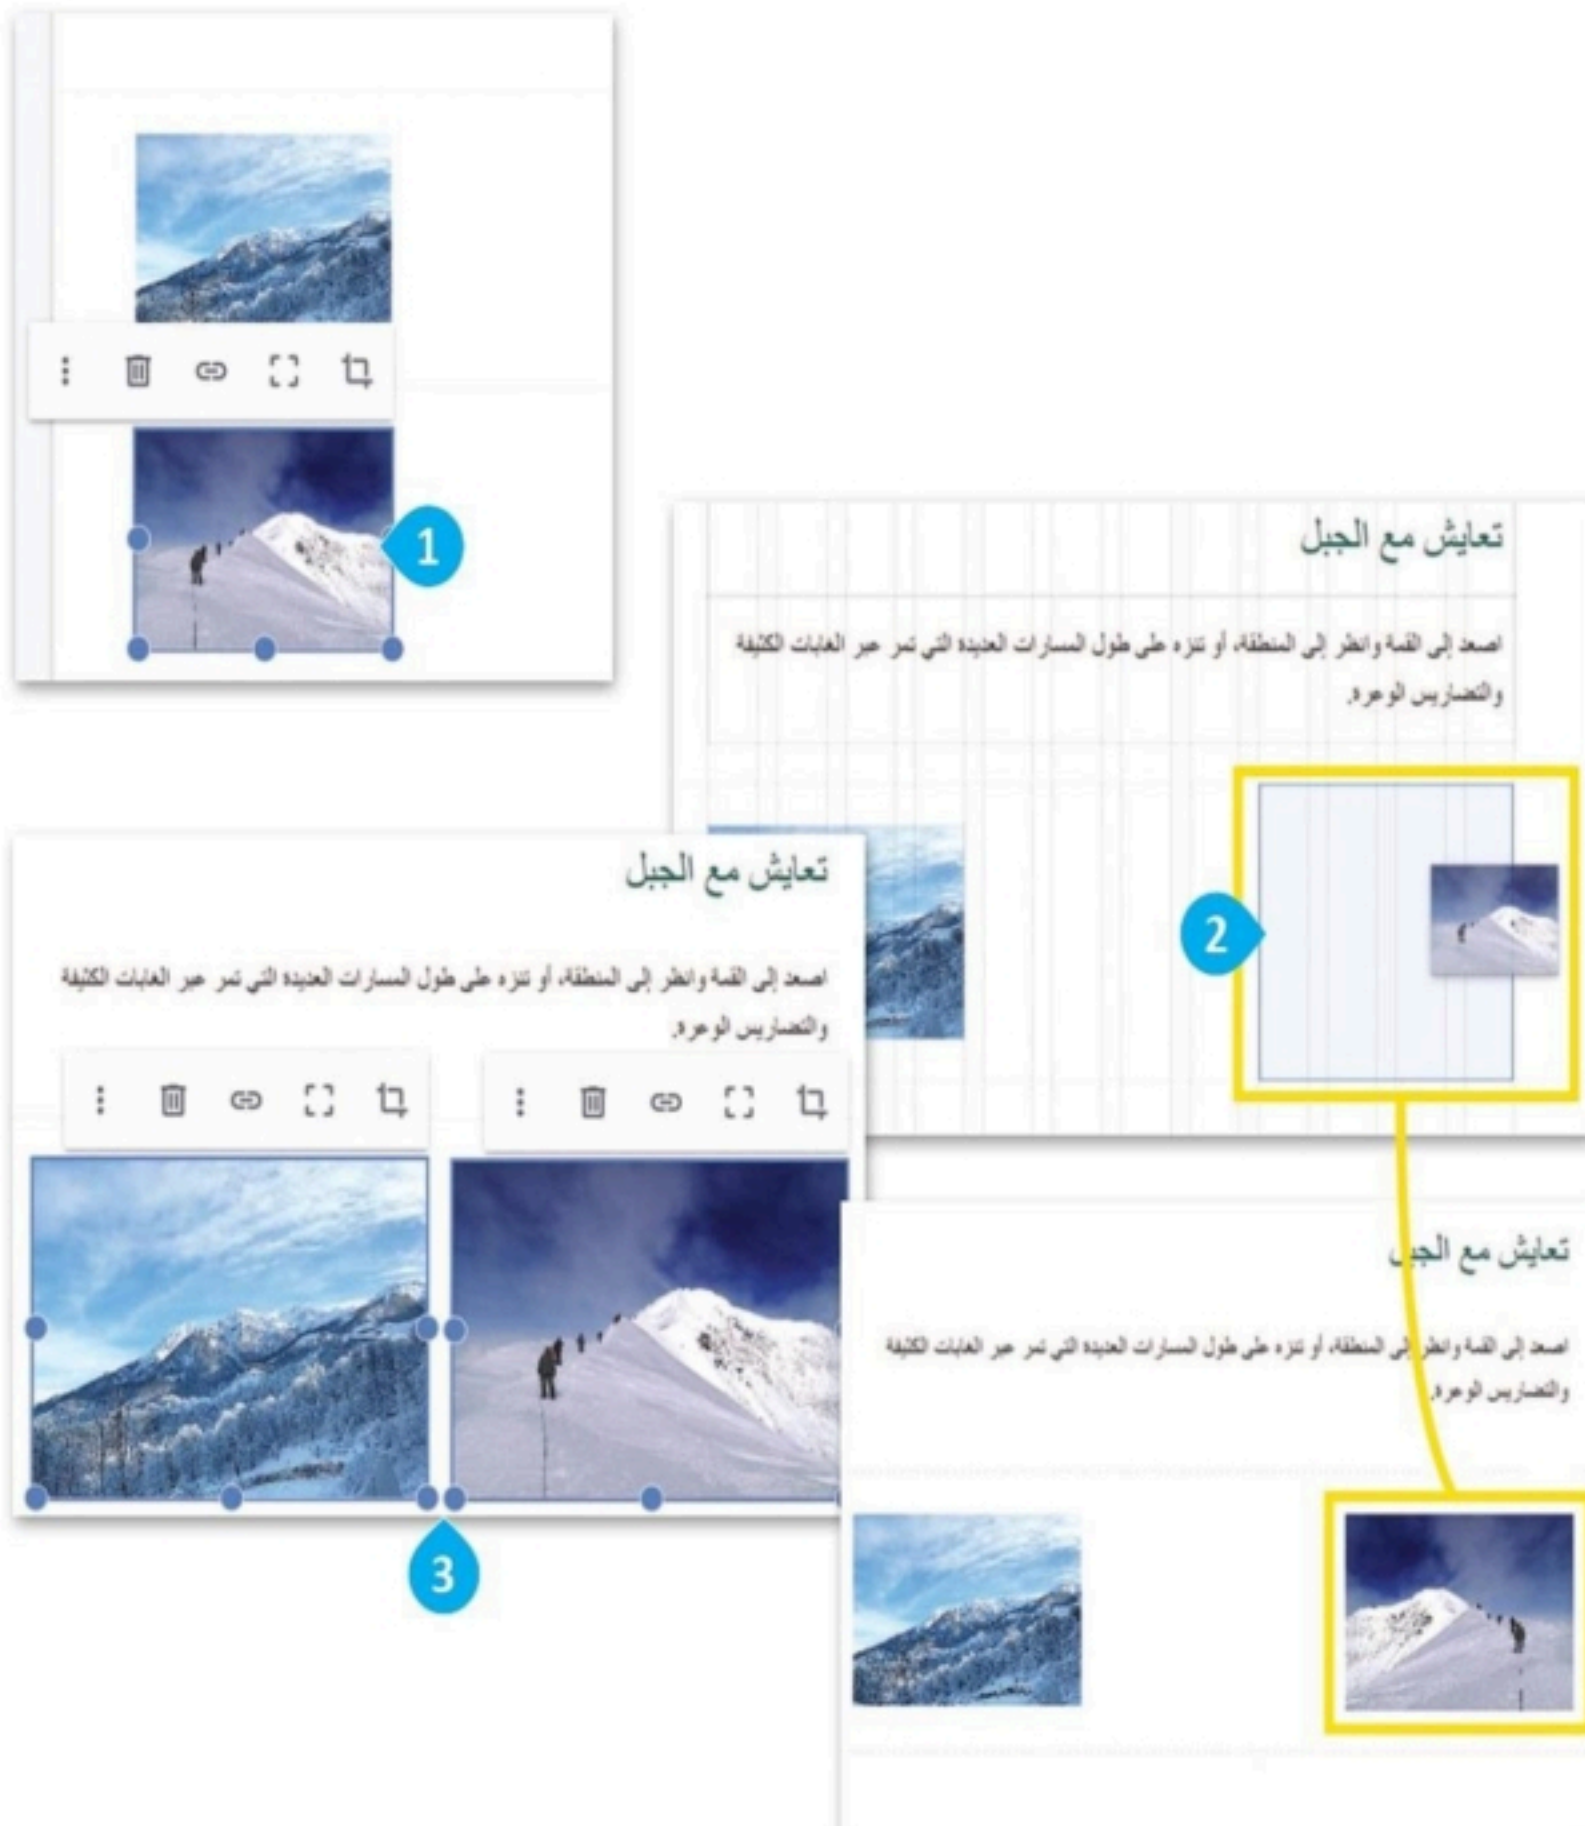 1
تعايش مع الجبل
اصعد إلى القمة وانظر إلى المنطقة، أو تنزه على طول المسارات العديدة التي تمر عبر الغابات الكثيفة
والتضاريس الوعرة.
2
تعايش مع الجبل
اصعد إلى القمة وانظر إلى المنطقة، أو تنزه على طول المسارات العديدة التي تمر عبر الغابات الكثيفة
والتضاريس الوعرة.
3
تعايش مع الجبل
اصعد إلى القمة وانظر إلى المنطقة، أو تنزه على طول المسارات العديدة التي تمر عبر الغابات الكثيفة
والتضاريس الوعرة.